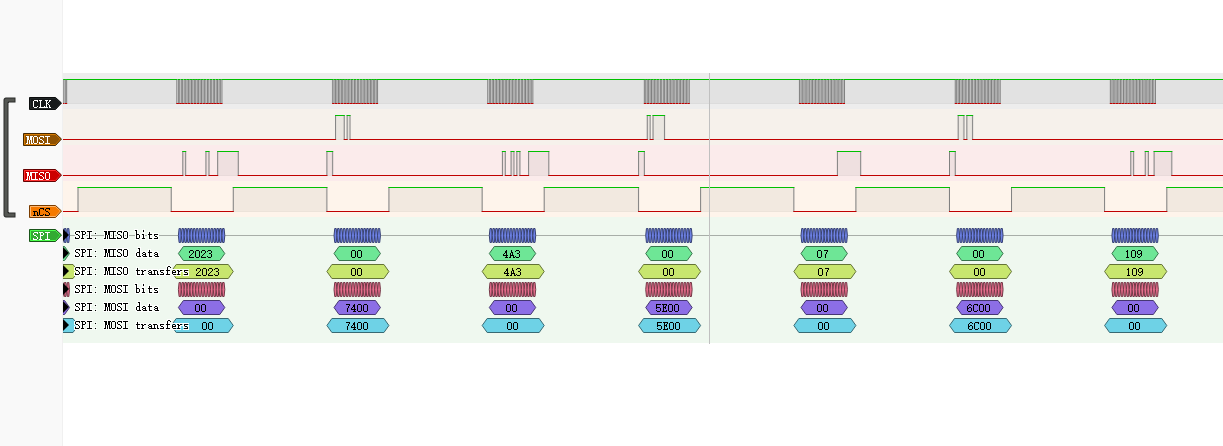 CLK
MOSI
MISO
nCS
SPI SPI: MISO bits
SPI: MISO data 2023 00 4A3 00 07 00 109
SPI: MISO transfers 2023 00 4A3 00 07 00 109
SPI: MOSI bits
SPI: MOSI data 00 7400 00 5E00 00 6C00 00
SPI: MOSI transfers 00 7400 00 5E00 00 6C00 00